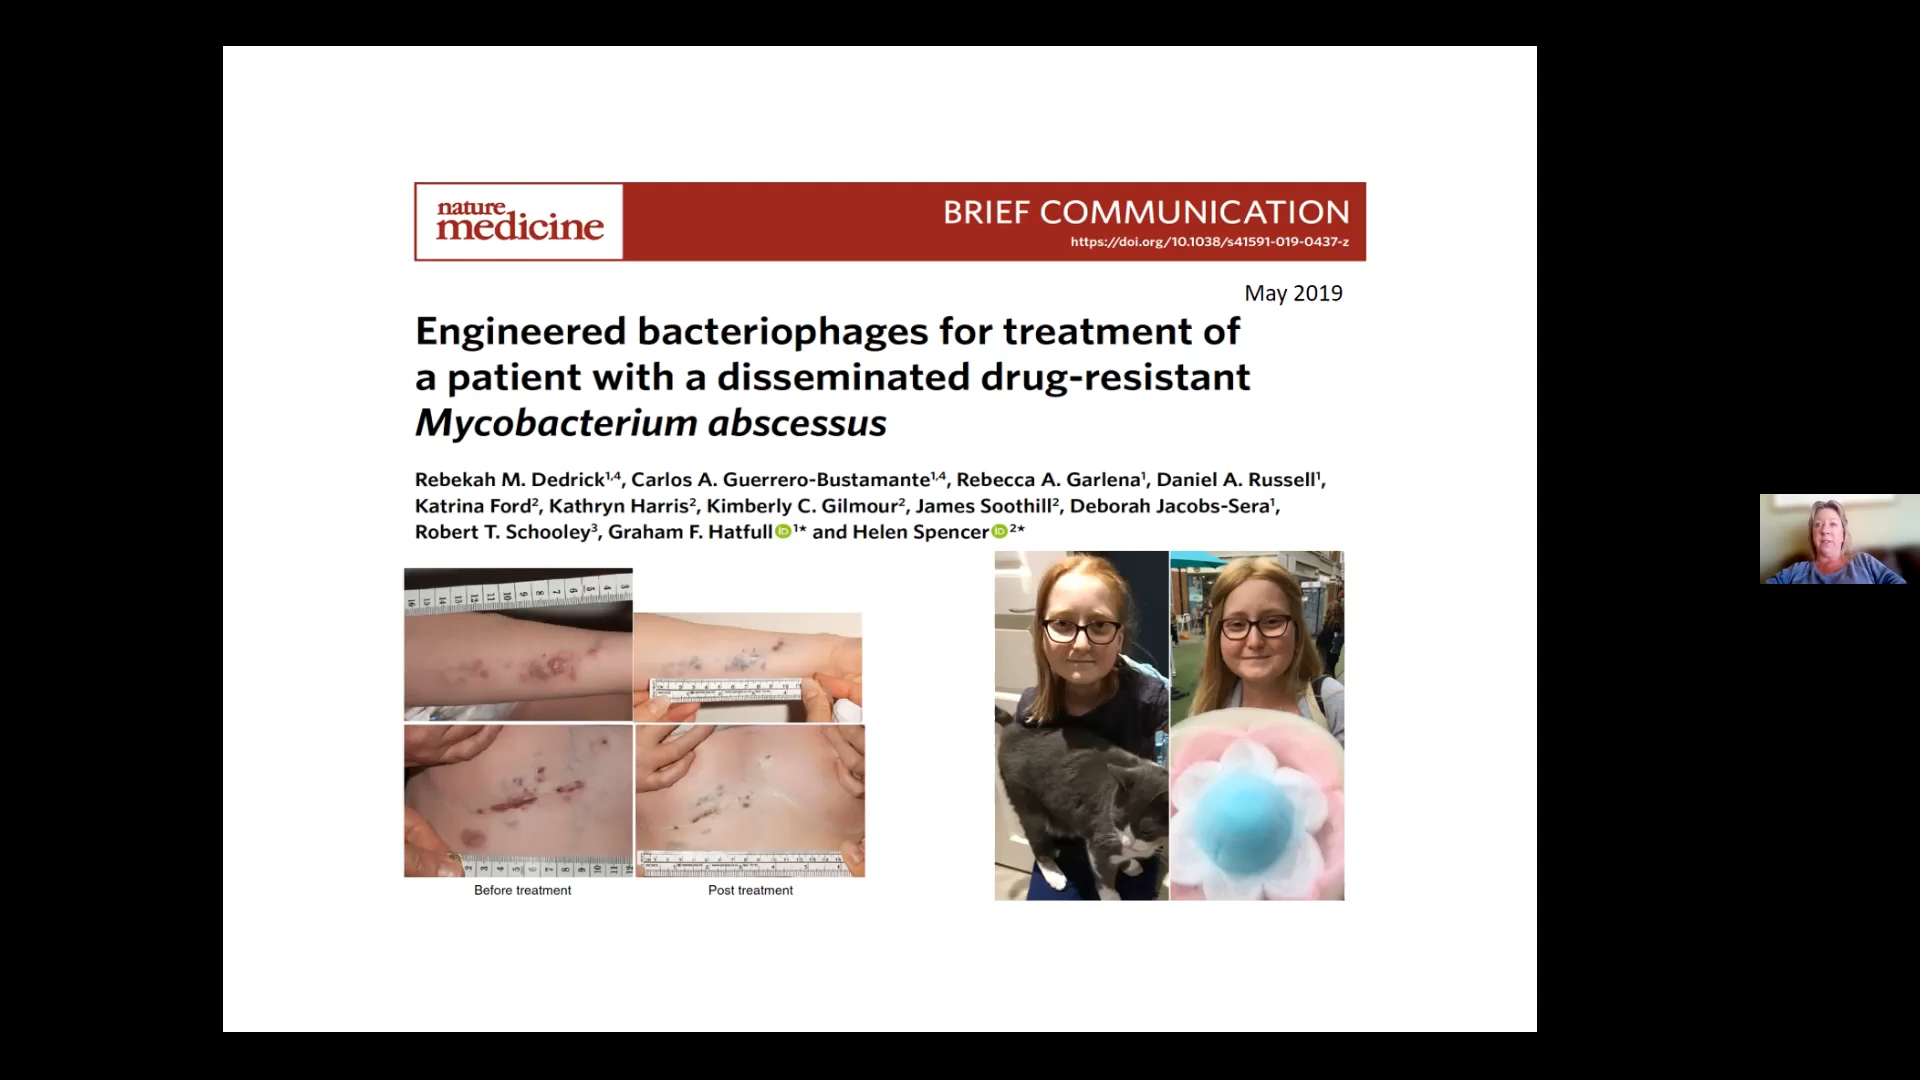 nature
medicine
BRIEF COMMUNICATION
https://doi.org/10.1038/s41591-019-0437-z
May 2019
Engineered bacteriophages for treatment of
a patient with a disseminated drug-resistant
Mycobacterium abscessus
Rebekah M. Dedrick1,4, Carlos A. Guerrero-Bustamante1,4, Rebecca A. Garlena1, Daniel A. Russell1,
Katrina Ford2, Kathryn Harris2, Kimberly C. Gilmour2, James Soothill2, Deborah Jacobs-Sera1,
Robert T. Schooley3, Graham F. Hatfull iD 1* and Helen Spencer iD 2*
Before treatment
Post treatment